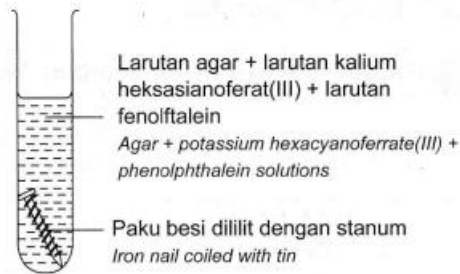 Larutan agar + larutan kalium
heksasianoferat(III) + larutan
fenolftalein
Agar + potassium hexacyanoferrate(III) +
phenolphthalein solutions
Paku besi dililit dengan stanum
Iron nail coiled with tin